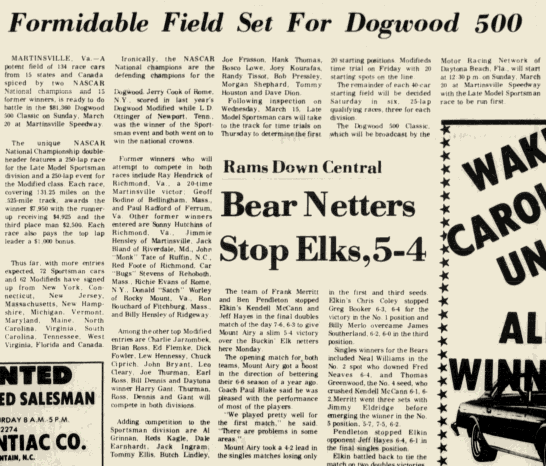 Formidable Field Set For Dogwood 500
MARTINSVILLE, Va.—A
potent field of 134 race cars
from 15 states and Canada
spiced by two NASCAR
National champions and 15
former winners, is ready to do
battle in the $81,360 Dogwood
500 Classic on Sunday, March
20 at Martinsville Speedway.
The unique NASCAR
National Championship double-
header features a 250-lap race
for the Late Model Sportsman
division and a 250-lap event for
the Modified class. Each race,
covering 131.25 miles on the
.525-mile track, awards the
winner $7,950 with the runner-
up receiving $4,925 and the
third place man $2,500. Each
race also pays the top lap
leader a $1,000 bonus.
Thus far, with more entries
expected, 72 Sportsman cars
and 62 Modifieds have signed
up from New York, Con-
necticut, New Jersey,
Massachusetts, New Hamp-
shire, Michigan, Vermont,
Maryland, Maine, North
Carolina, Virginia, South
Carolina, Tennessee, West
Virginia, Florida and Canada.
NTED
ED SALESMAN
URDAY 8 A.M. 5 P.M.
2274
NTIAC CO.
NTAIN, N.C.
Ironically, the NASCAR
National champions are the
defending champions for the
Dogwood. Jerry Cook of Rome,
N.Y., scored in last year's
Dogwood Modified while L.D.
Ottinger of Newport, Tenn.,
was the winner of the Sport-
sman event and both went on to
win the national crowns.
Former winners who will
attempt to compete in both
races include Ray Hendrick of
Richmond, Va., a 20-time
Martinsville victor; Geoff
Bodine of Bellingham, Mass.,
and Paul Radford of Ferrum,
Va. Other former winners
entered are Sonny Hutchins of
Richmond, Va., Jimmie
Hensley of Martinsville, Jack
Bland of Riverdale, Md., John
"Monk" Tate of Ruffin, N.C.,
Red Foote of Richmond, Car
"Bugs" Stevens of Rehoboth,
Mass., Richie Evans of Rome,
N.Y., Donald "Satch" Worley
of Rocky Mount, Va., Ron
Bouchard of Fitchburg, Mass.,
and Billy Hensley of Ridgeway.
Among the other top Modified
entries are Charlie Jarzombek,
Brian Ross, Ed Flemke, Dick
Fowler, Lew Hennessy, Chuck
Ciprich, John Bryant, Leo
Cleary, Joe Thurman, Earl
Ross, Bill Dennis and Daytona
winner Harry Gant. Thurman,
Ross, Dennis and Gant will
compete in both divisions.
Adding competition to the
Sportsman division are Al
Grinnan, Reds Kagle, Dale
Earnhardt, Jack Ingram,
Tommy Ellis, Butch Lindley,
Joe Frasson, Hank Thomas,
Bosco Lowe, Joey Kourafas,
Randy Tissot, Bob Pressley,
Morgan Shepherd, Tommy
Houston and Dave Dion.
Following inspection on
Wednesday, March 15, Late
Model Sportsman cars will take
to the track for time trials on
Thursday to determine the first
20 starting positions. Modifieds
time trial on Friday with 20
starting spots on the line.
The remainder of each 40-car
starting field will be decided
Saturday in six, 25-lap
qualifying races, three for each
division.
The Dogwood 500 Classic,
which will be broadcast by the
Motor Racing Network of
Daytona Beach, Fla., will start
at 12:30 p.m. on Sunday, March
20 at Martinsville Speedway
with the Late Model Sportsman
race to be run first.
Rams Down Central
Bear Netters
Stop Elks, 5-4
The team of Frank Merritt
and Ben Pendleton stopped
Elkin's Kendell McCann and
Jeff Hayes in the final doubles
match of the day 7-6, 6-3 to give
Mount Airy a slim 5-4 victory
over the Buckin' Elk netters
here Monday.
The opening match for both
teams, Mount Airy got a boost
in the direction of bettering
their 6-8 season of a year ago.
Coach Paul Blake said he was
pleased with the performance
of most of the players.
"We played pretty well for
the first match," he said.
"There are problems in some
areas."
Mount Airy took a 4-2 lead in
the singles matches losing only
in the first and third seeds.
Elkin's Chris Coley stopped
Greg Booker 6-3, 6-4 for the
victory in the No. 1 position and
Billy Merlo overcame James
Southerland, 6-2, 6-0 in the third
position.
Singles winners for the Bears
included Neal Williams in the
No. 2 spot who downed Fred
Neaves 6-4, and Thomas
Greenwood, the No. 4 seed, who
crushed Kendell McCann 6-1, 6-
2. Merritt went three sets with
Jimmy Eldridge before
emerging the winner in the No.
5 position, 5-7, 7-5, 6-2.
Pendleton stopped Elkin
opponent Jeff Hayes 6-4, 6-1 in
the final singles position.
Elkin battled back to tie the
match on two doubles victories
WAK
CAROL
UN
AL
WINN